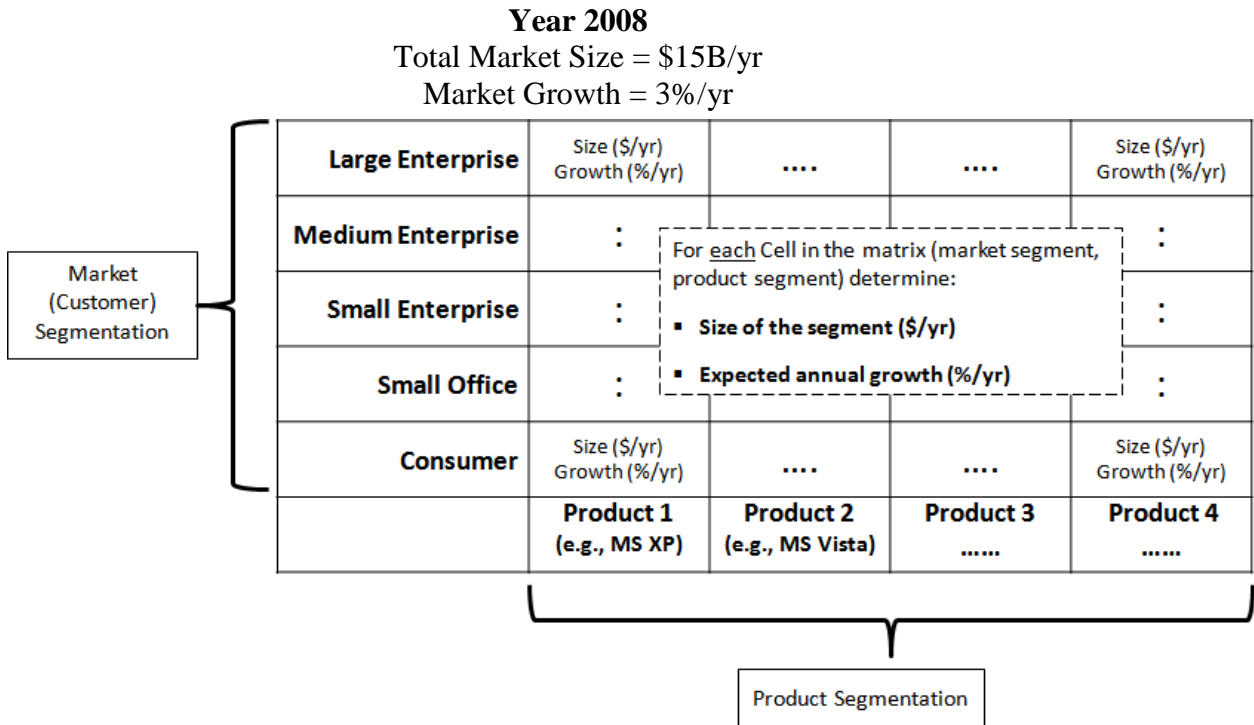 Year 2008
Total Market Size = $15B/yr
Market Growth = 3%/yr
Large Enterprise
Size ($/yr)
Growth (%/yr)
....
....
Size ($/yr)
Growth (%/yr)
Medium Enterprise
:
:
For each Cell in the matrix (market segment,
product segment) determine:
▪ Size of the segment ($/yr)
▪ Expected annual growth (%/yr)
Market
(Customer)
Segmentation
Small Enterprise
:
:
Small Office
:
:
Consumer
Size ($/yr)
Growth (%/yr)
....
....
Size ($/yr)
Growth (%/yr)
Product 1
(e.g., MS XP)
Product 2
(e.g., MS Vista)
Product 3
......
Product 4
......
Product Segmentation